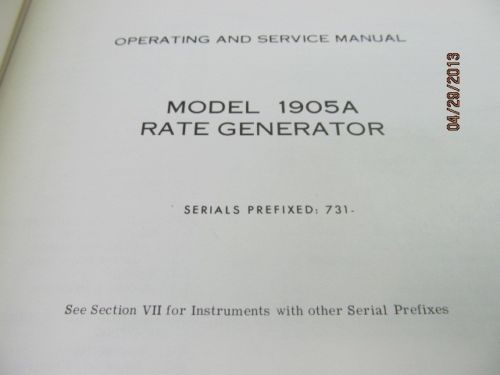 OPERATING AND SERVICE MANUAL
MODEL 1905A
RATE GENERATOR
SERIALS PREFIXED: 731-
See Section VII for Instruments with other Serial Prefixes
04/29/2013